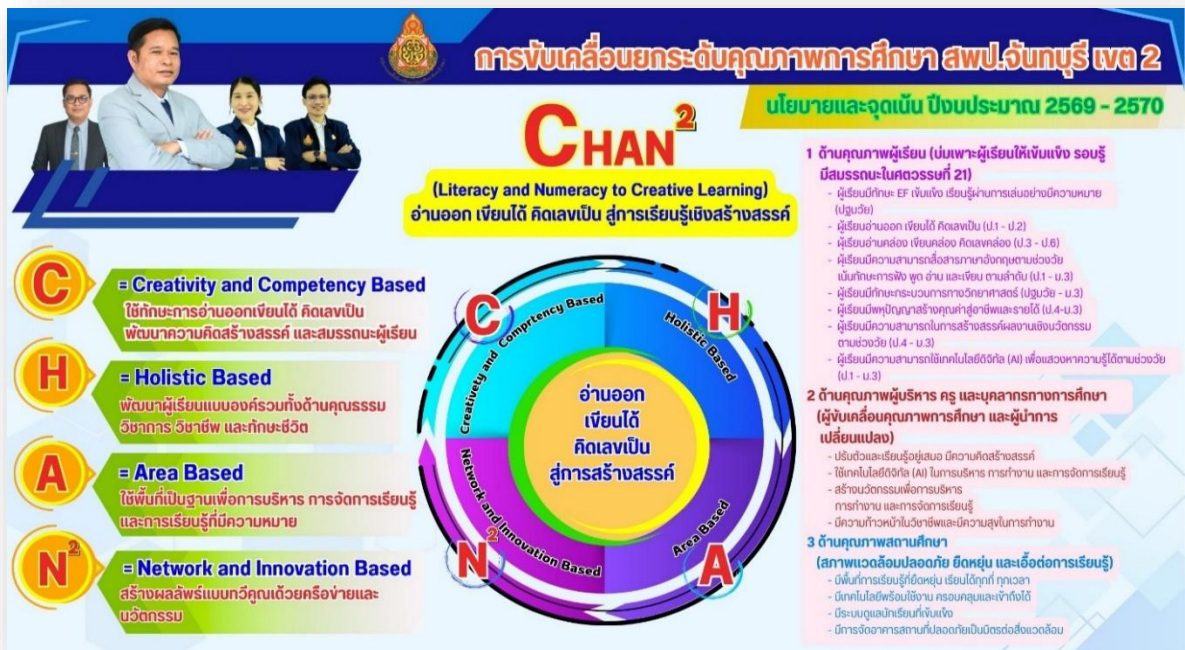 การขับเคลื่อนยกระดับคุณภาพการศึกษา สพป.จันทบุรี เขต 2
นโยบายและจุดเน้น ปีงบประมาณ 2569 - 2570
CHAN²
(Literacy and Numeracy to Creative Learning)
อ่านออก เขียนได้ คิดเลขเป็น สู่การเรียนรู้เชิงสร้างสรรค์
C
= Creativity and Competency Based
ใช้ทักษะการอ่านออกเขียนได้ คิดเลขเป็น
พัฒนาความคิดสร้างสรรค์ และสมรรถนะผู้เรียน
H
= Holistic Based
พัฒนาผู้เรียนแบบองค์รวมทั้งด้านคุณธรรม
วิชาการ วิชาชีพ และทักษะชีวิต
A
= Area Based
ใช้พื้นที่เป็นฐานเพื่อการบริหาร การจัดการเรียนรู้
และการเรียนรู้ที่มีความหมาย
N²
= Network and Innovation Based
สร้างผลลัพธ์แบบทวีคูณด้วยครือข่ายและ
นวัตกรรม
C
Creativety and Comprtency Based
H
Holistic Based
อ่านออก
เขียนได้
คิดเลขเป็น
สู่การสร้างสรรค์
N²
Network and Innovation Based
A
Area Based
1 ด้านคุณภาพผู้เรียน (บ่มเพาะผู้เรียนให้เข้มแข็ง รอบรู้
มีสมรรถนะในศตวรรษที่ 21)
- ผู้เรียนมีทักษะ EF เข้มแข็ง เรียนรู้ผ่านการเล่นอย่างมีความหมาย
(ปฐมวัย)
- ผู้เรียนอ่านออก เขียนได้ คิดเลขเป็น (ป.1 - ป.2)
- ผู้เรียนอ่านคล่อง เขียนคล่อง คิดเลขคล่อง (ป.3 - ป.6)
- ผู้เรียนมีความสามารถสื่อสารภาษาอังกฤษตามช่วงวัย
เน้นทักษะการฟัง พูด อ่าน และเขียน ตามลำดับ (ป.1 - ม.3)
- ผู้เรียนมีทักษะกระบวนการทางวิทยาศาสตร์ (ปฐมวัย - ม.3)
- ผู้เรียนมีพหุปัญญาสร้างคุณค่าสู่อาชีพและรายได้ (ป.4-ม.3)
- ผู้เรียนมีความสามารถในการสร้างสรรค์ผลงานเชิงนวัตกรรม
ตามช่วงวัย (ป.4 - ม.3)
- ผู้เรียนมีความสามารถใช้เทคโนโลยีดิจิทัล (AI) เพื่อแสวงหาความรู้ได้ตามช่วงวัย
(ป.1 - ม.3)
2 ด้านคุณภาพผู้บริหาร ครู และบุคลากรทางการศึกษา
(ผู้ขับเคลื่อนคุณภาพการศึกษา และผู้นำการ
เปลี่ยนแปลง)
- ปรับตัวและเรียนรู้อยู่เสมอ มีความคิดสร้างสรรค์
- ใช้เทคโนโลยีดิจิทัล (AI) ในการบริหาร การทำงาน และการจัดการเรียนรู้
- สร้างนวัตกรรมเพื่อการบริหาร
การทำงาน และการจัดการเรียนรู้
- มีความก้าวหน้าในวิชาชีพและมีความสุขในการทำงาน
3 ด้านคุณภาพสถานศึกษา
(สภาพแวดล้อมปลอดภัย ยืดหยุ่น และเอื้อต่อการเรียนรู้)
- มีพื้นที่การเรียนรู้ที่ยืดหยุ่น เรียนได้ทุกที่ ทุกเวลา
- มีเทคโนโลยีพร้อมใช้งาน ครอบคลุมและเข้าถึงได้
- มีระบบดูแลนักเรียนที่เข้มแข็ง
- มีการจัดอาคารสถานที่ปลอดภัยเป็นมิตรต่อสิ่งแวดล้อม